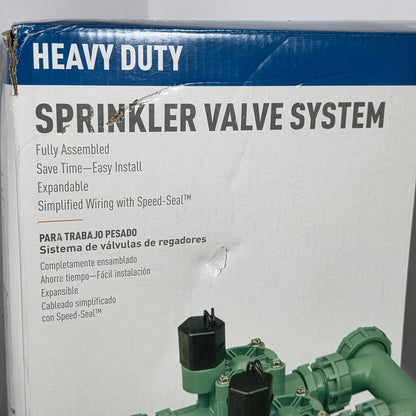 HEAVY DUTY
SPRINKLER VALVE SYSTEM
Fully Assembled
Save Time—Easy Install
Expandable
Simplified Wiring with Speed-Seal™
PARA TRABAJO PESADO
Sistema de válvulas de regadores
Completamente ensamblado
Ahorre tiempo—Fácil instalación
Expansible
Cableado simplificado
con Speed-Seal™